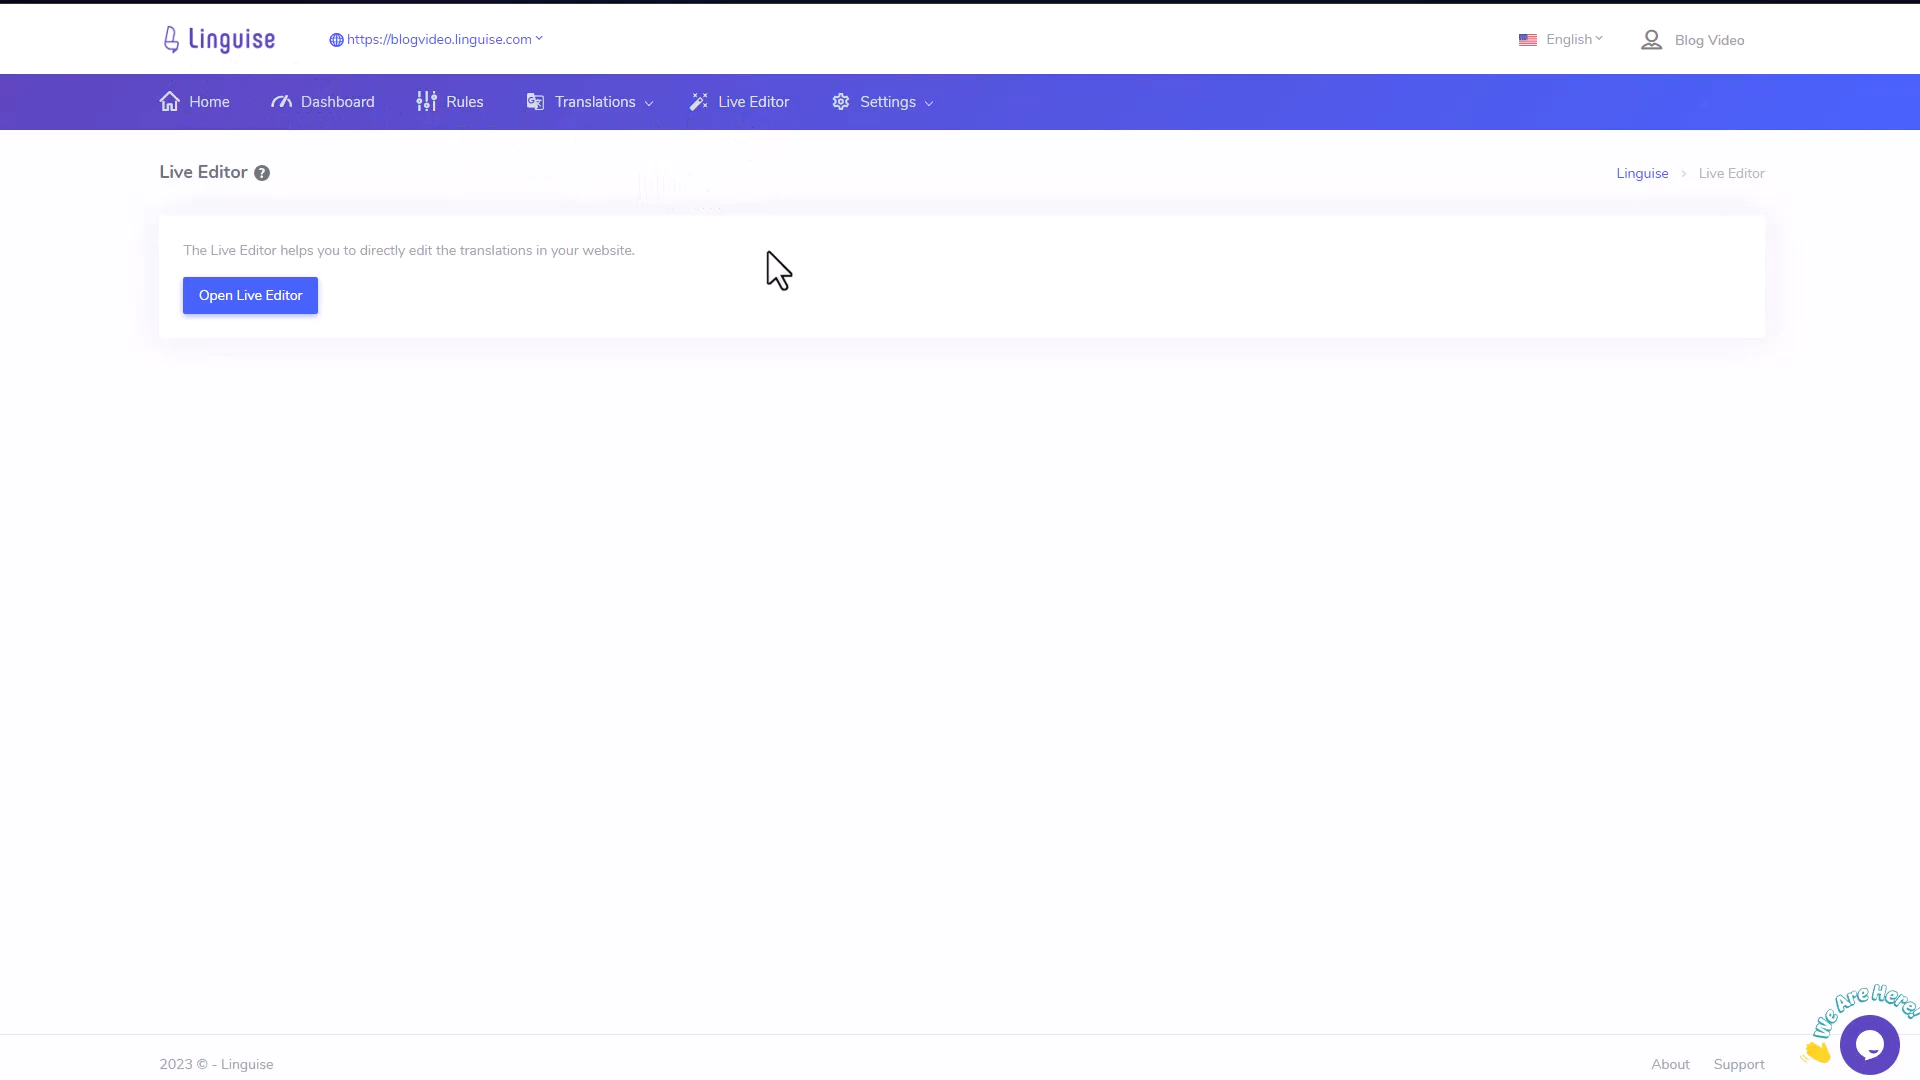 Linguise
https://blogvideo.linguise.com
English
Blog Video
Home
Dashboard
Rules
Translations
Live Editor
Settings
Live Editor ?
Linguise > Live Editor
The Live Editor helps you to directly edit the translations in your website.
Open Live Editor
We Are Here!
2023 © - Linguise
About
Support